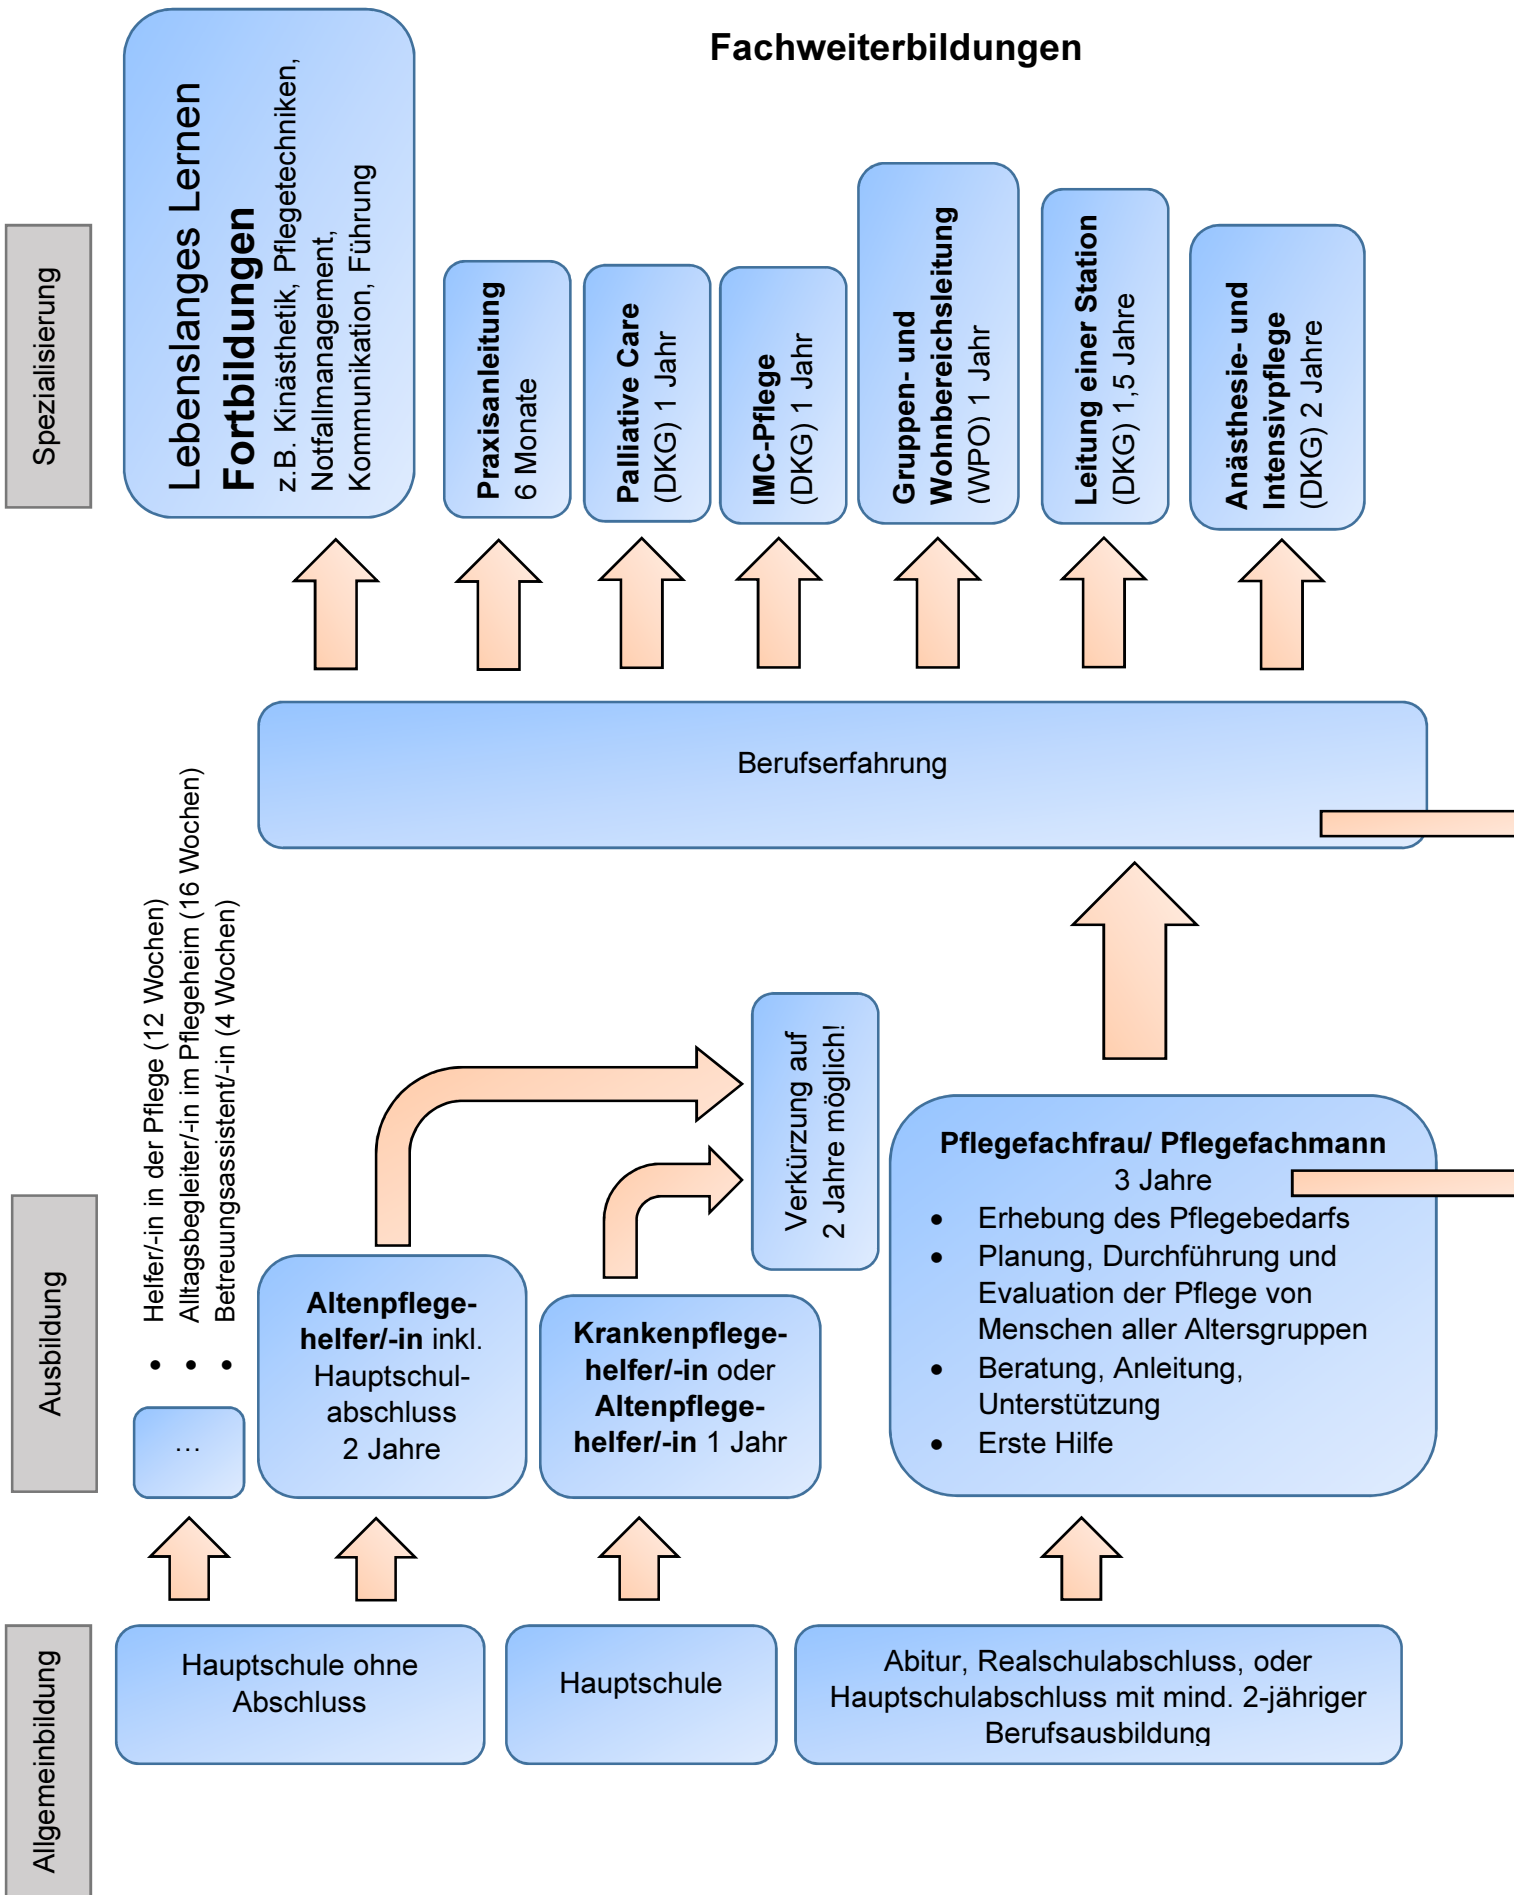 Fachweiterbildungen
Spezialisierung
Lebenslanges Lernen
Fortbildungen
z.B. Kinästhetik, Pflegetechniken,
Notfallmanagement,
Kommunikation, Führung
Praxisanleitung
6 Monate
Palliative Care
(DKG) 1 Jahr
IMC-Pflege
(DKG) 1 Jahr
Gruppen- und
Wohnbereichsleitung
(WPO) 1 Jahr
Leitung einer Station
(DKG) 1,5 Jahre
Anästhesie- und
Intensivpflege
(DKG) 2 Jahre
Berufserfahrung
Ausbildung
• Helfer/-in in der Pflege (12 Wochen)
• Alltagsbegleiter/-in im Pflegeheim (16 Wochen)
• Betreuungsassistent/-in (4 Wochen)
…
Altenpflege-
helfer/-in inkl.
Hauptschul-
abschluss
2 Jahre
Krankenpflege-
helfer/-in oder
Altenpflege-
helfer/-in 1 Jahr
Verkürzung auf
2 Jahre möglich!
Pflegefachfrau/ Pflegefachmann
3 Jahre
• Erhebung des Pflegebedarfs
• Planung, Durchführung und
Evaluation der Pflege von
Menschen aller Altersgruppen
• Beratung, Anleitung,
Unterstützung
• Erste Hilfe
Allgemeinbildung
Hauptschule ohne
Abschluss
Hauptschule
Abitur, Realschulabschluss, oder
Hauptschulabschluss mit mind. 2-jähriger
Berufsausbildung